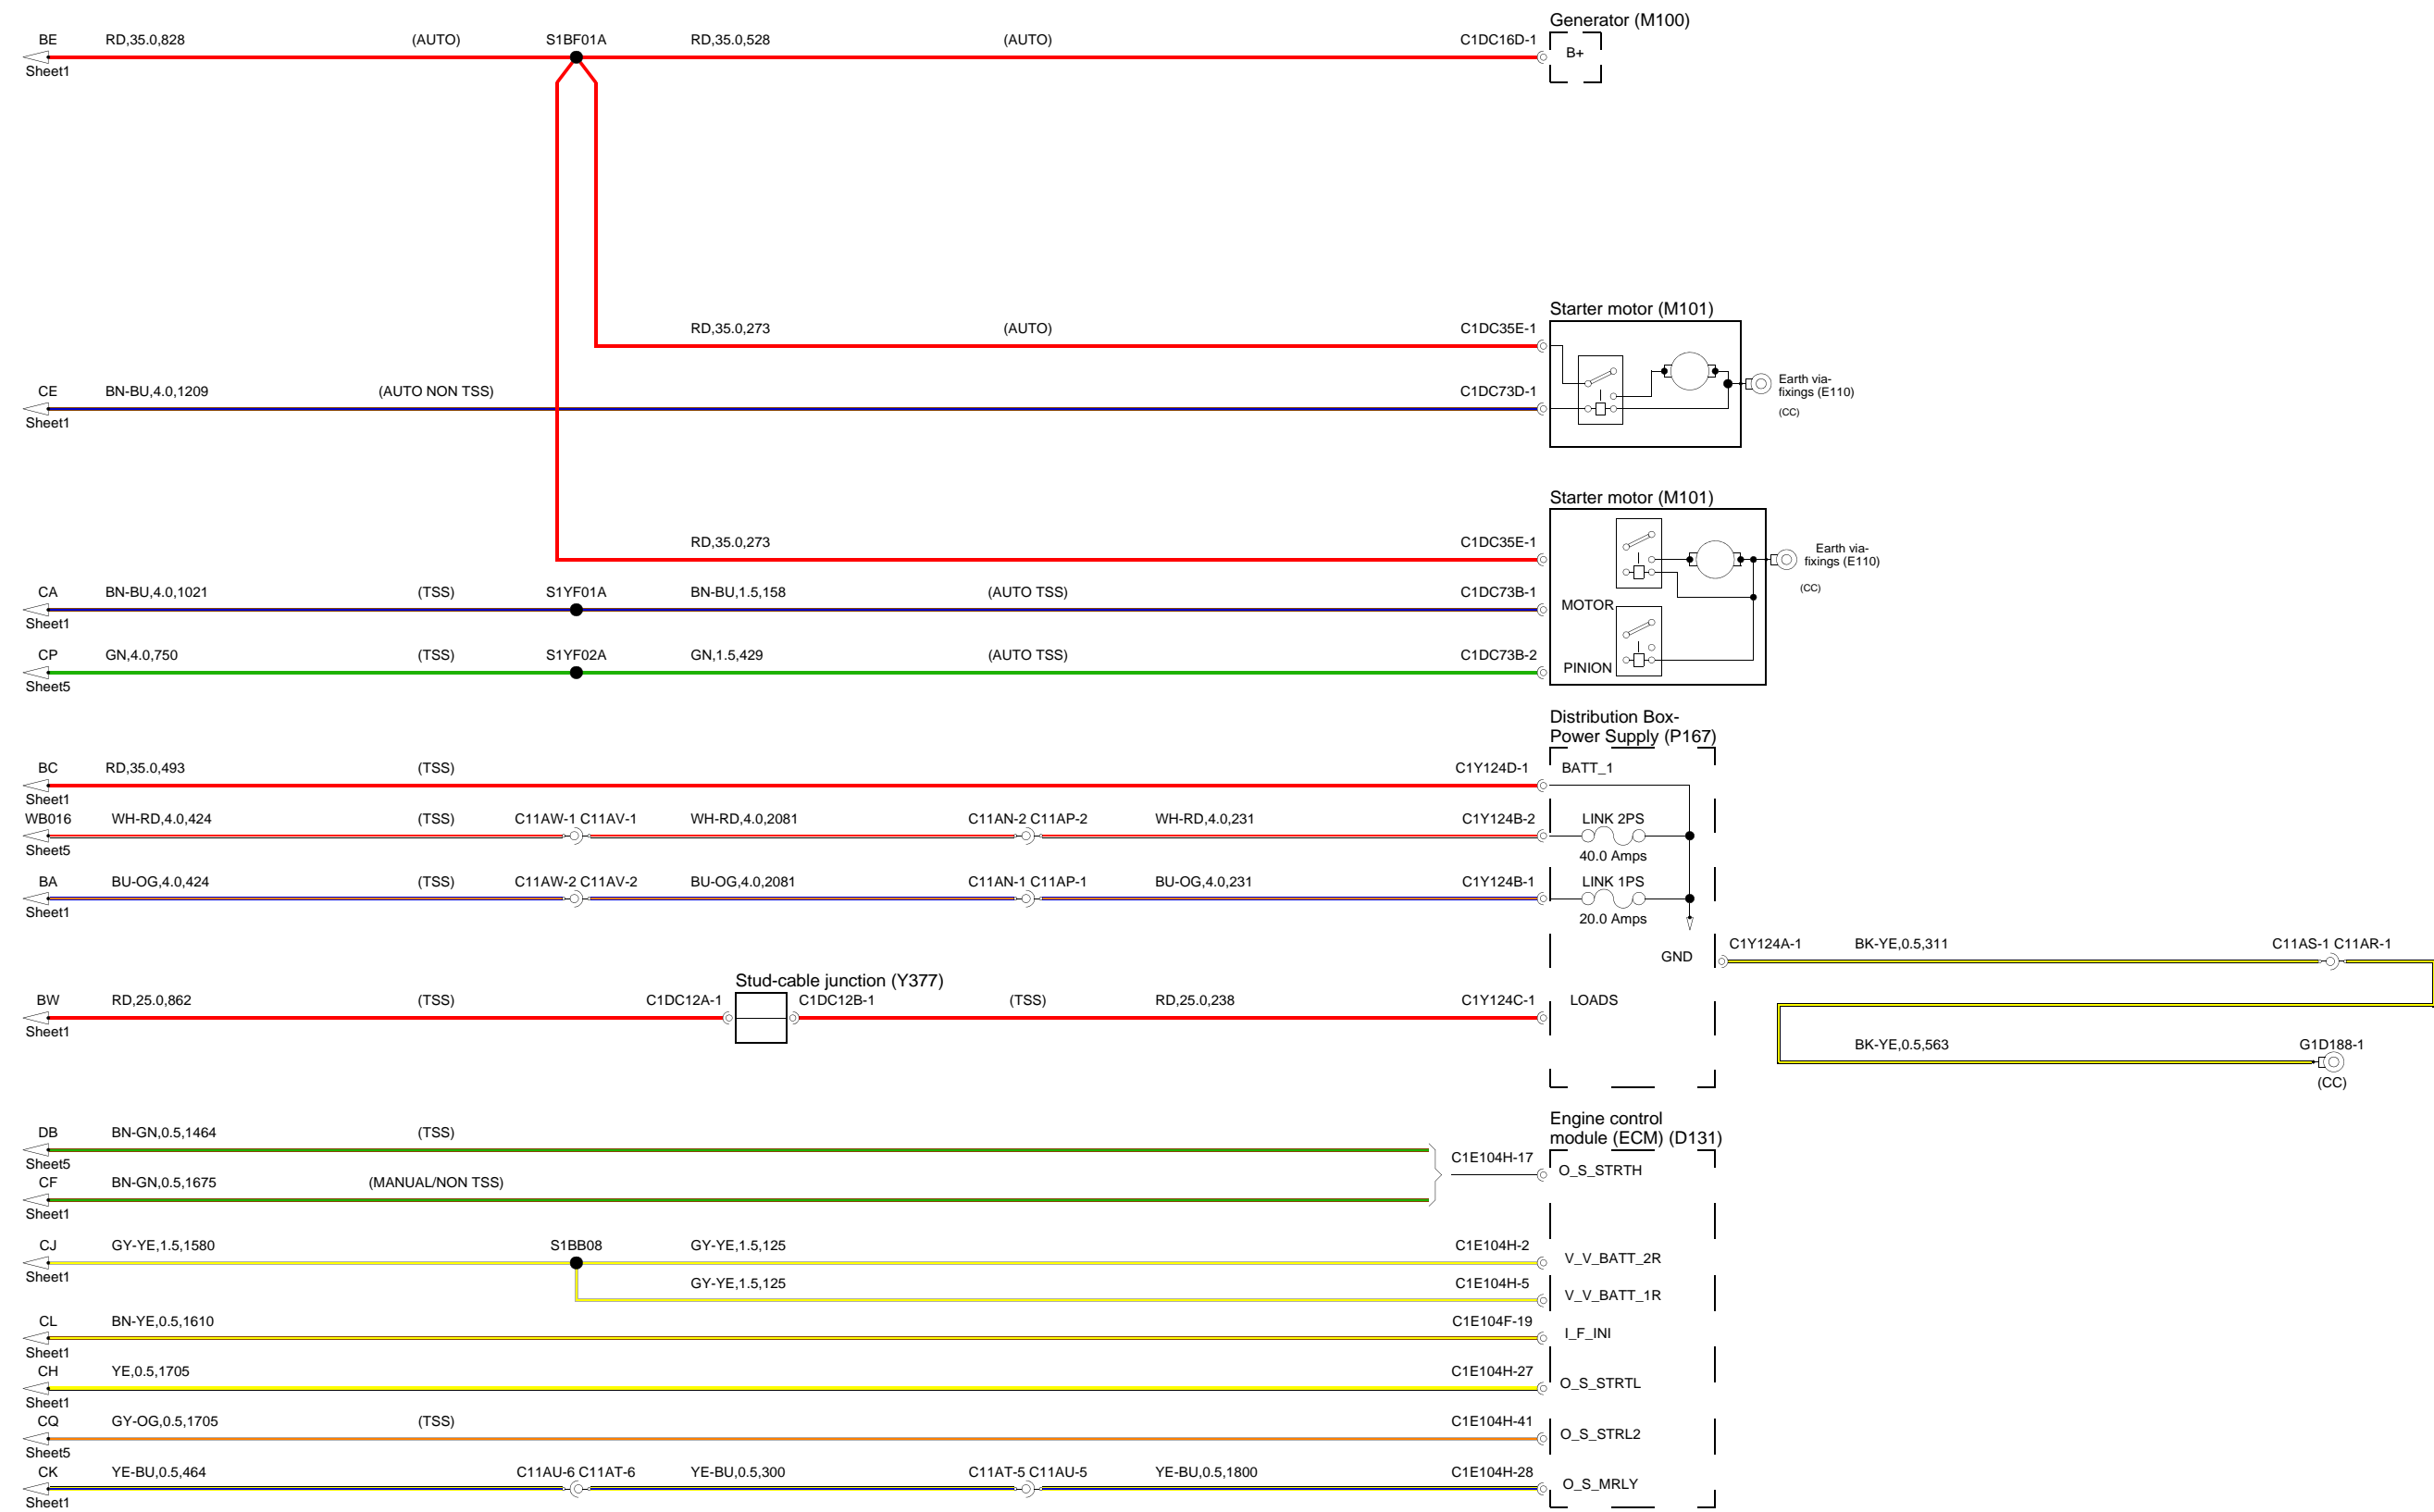 Generator (M100)
BE RD,35.0,828 (AUTO) S1BF01A RD,35.0,528 (AUTO) C1DC16D-1
B+
Sheet1
Starter motor (M101)
RD,35.0,273 (AUTO) C1DC35E-1
Earth via-
fixings (E110)
(CC)
CE BN-BU,4.0,1209 (AUTO NON TSS) C1DC73D-1
Sheet1
Starter motor (M101)
RD,35.0,273 C1DC35E-1
Earth via-
fixings (E110)
(CC)
CA BN-BU,4.0,1021 (TSS) S1YF01A BN-BU,1.5,158 (AUTO TSS) C1DC73B-1
MOTOR
Sheet1
CP GN,4.0,750 (TSS) S1YF02A GN,1.5,429 (AUTO TSS) C1DC73B-2
PINION
Sheet5
Distribution Box-
Power Supply (P167)
BC RD,35.0,493 (TSS) C1Y124D-1 BATT_1
Sheet1
WB016 WH-RD,4.0,424 (TSS) C11AW-1 C11AV-1 WH-RD,4.0,2081 C11AN-2 C11AP-2 WH-RD,4.0,231 C1Y124B-2 LINK 2PS
Sheet5
40.0 Amps
BA BU-OG,4.0,424 (TSS) C11AW-2 C11AV-2 BU-OG,4.0,2081 C11AN-1 C11AP-1 BU-OG,4.0,231 C1Y124B-1 LINK 1PS
Sheet1
20.0 Amps
GND C1Y124A-1 BK-YE,0.5,311 C11AS-1 C11AR-1
Stud-cable junction (Y377)
BW RD,25.0,862 (TSS) C1DC12A-1 C1DC12B-1 (TSS) RD,25.0,238 C1Y124C-1 LOADS
Sheet1
BK-YE,0.5,563 G1D188-1
(CC)
Engine control
module (ECM) (D131)
DB BN-GN,0.5,1464 (TSS)
Sheet5
C1E104H-17 O_S_STRTH
CF BN-GN,0.5,1675 (MANUAL/NON TSS)
Sheet1
CJ GY-YE,1.5,1580 S1BB08 GY-YE,1.5,125 C1E104H-2 V_V_BATT_2R
Sheet1
GY-YE,1.5,125 C1E104H-5 V_V_BATT_1R
CL BN-YE,0.5,1610 C1E104F-19 I_F_INI
Sheet1
CH YE,0.5,1705 C1E104H-27 O_S_STRTL
Sheet1
CQ GY-OG,0.5,1705 (TSS) C1E104H-41 O_S_STRL2
Sheet5
CK YE-BU,0.5,464 C11AU-6 C11AT-6 YE-BU,0.5,300 C11AT-5 C11AU-5 YE-BU,0.5,1800 C1E104H-28 O_S_MRLY
Sheet1